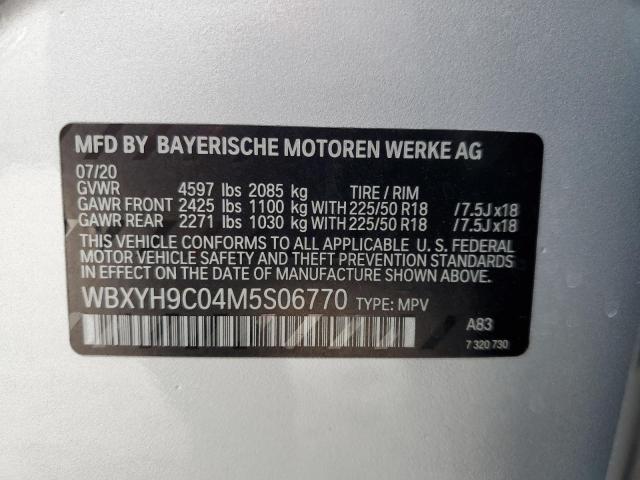 MFD BY BAYERISCHE MOTOREN WERKE AG
07/20
GVWR 4597 lbs 2085 kg TIRE / RIM
GAWR FRONT 2425 lbs 1100 kg WITH 225/50 R18 /7.5J x18
GAWR REAR 2271 lbs 1030 kg WITH 225/50 R18 /7.5J x18
THIS VEHICLE CONFORMS TO ALL APPLICABLE U. S. FEDERAL
MOTOR VEHICLE SAFETY AND THEFT PREVENTION STANDARDS
IN EFFECT ON THE DATE OF MANUFACTURE SHOWN ABOVE.
WBXYH9C04M5S06770 TYPE: MPV
A83
7 320 730